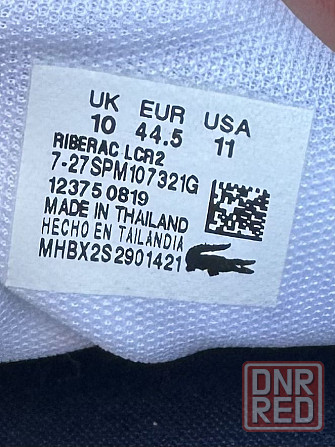 UK EUR USA
10 44.5 11
RIBERAC LCR2
7-27SPM107321G
12375 0819
MADE IN THAILAND
HECHO EN TAILANDIA
MHBX2S2901421
DNR
RED